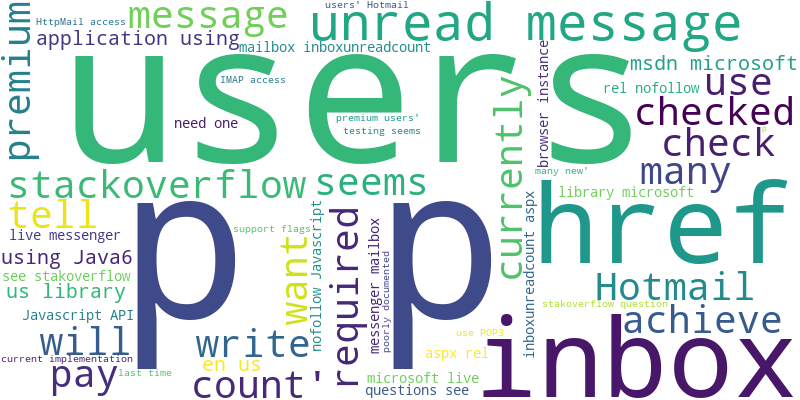 HttpMail access
message
users' Hotmail
unread message
premium
application using
mailbox inboxunreadcount
users
IMAP access
premium users'
testing seems
need one
browser instance
msdn microsoft
rel nofollow
use
checked
check
many
many new'
p
currently
stackoverflow
seems
library microsoft
tell
live messenger
using Java6
see stakoverflow
us library
Javascript API
will
current implementation
pay
last time
p
support flags
want
nofollow Javascript
required
messenger mailbox
poorly documented
p
href
inboxunreadcount aspx
Hotmail
stakoverflow question
achieve
write
en us
count'
use POP3
aspx rel
microsoft live
questions see
inbox